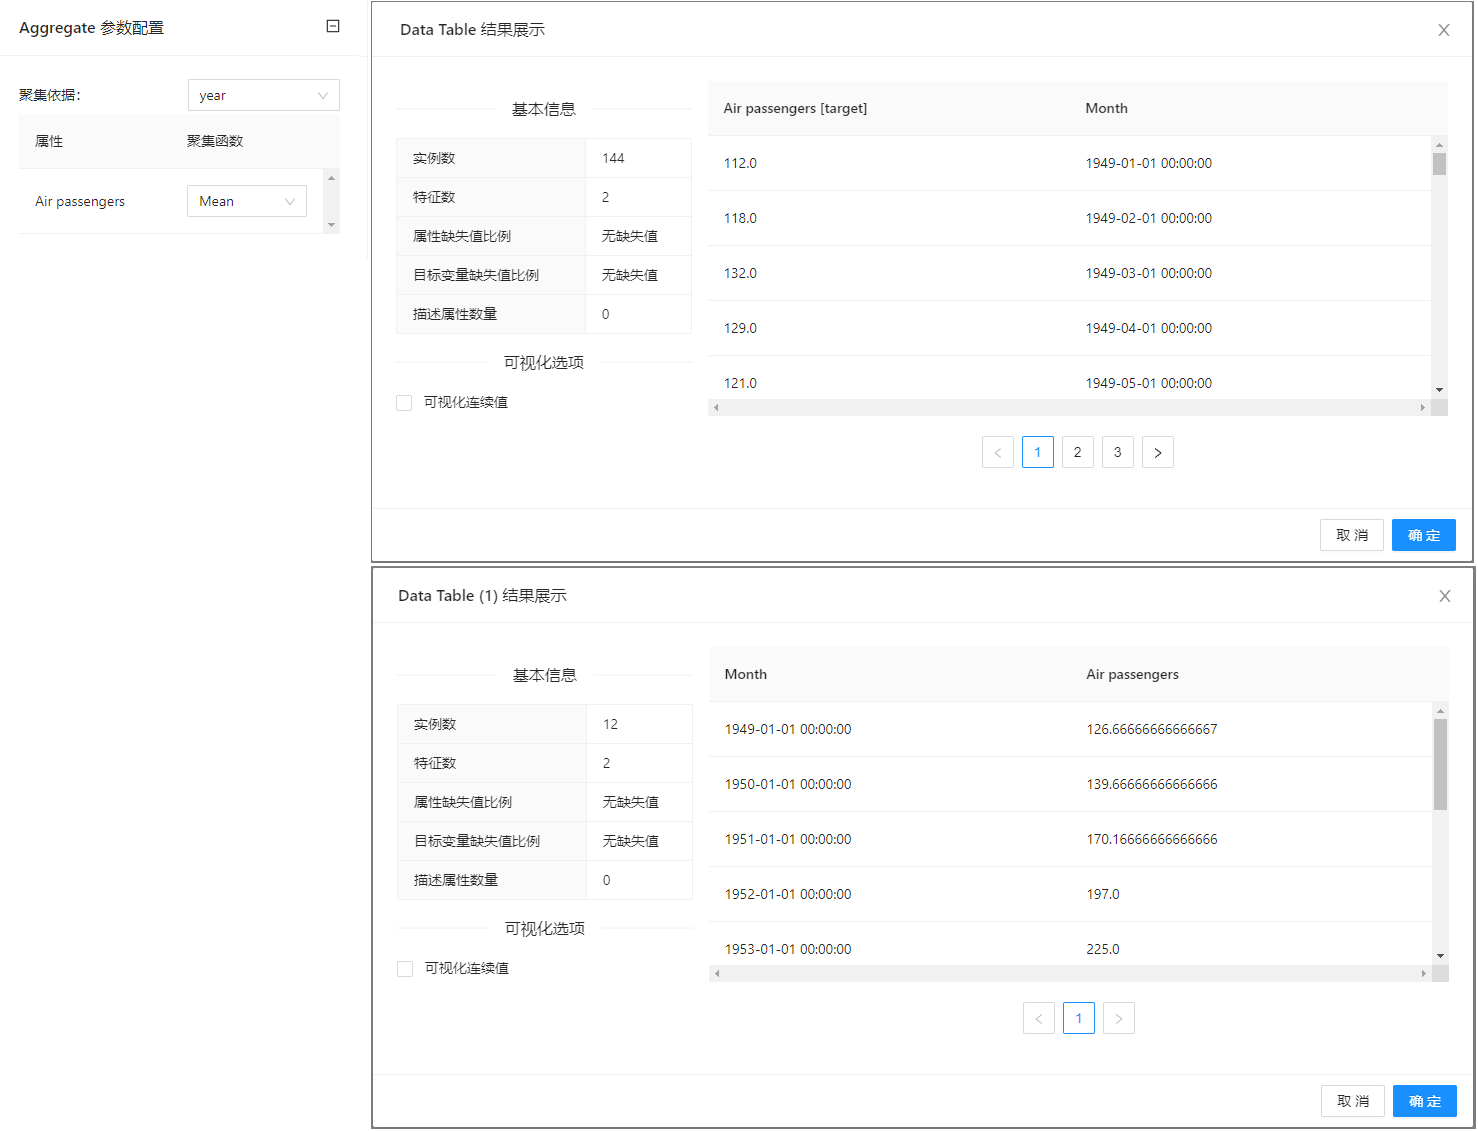 Aggregate 参数配置
聚集依据: year
属性 聚集函数
Air passengers Mean
Data Table 结果展示
基本信息
实例数 144
特征数 2
属性缺失值比例 无缺失值
目标变量缺失值比例 无缺失值
描述属性数量 0
可视化选项
可视化连续值
Air passengers [target] Month
112.0 1949-01-01 00:00:00
118.0 1949-02-01 00:00:00
132.0 1949-03-01 00:00:00
129.0 1949-04-01 00:00:00
121.0 1949-05-01 00:00:00
< 1 2 3 >
取 消 确 定
Data Table (1) 结果展示
基本信息
实例数 12
特征数 2
属性缺失值比例 无缺失值
目标变量缺失值比例 无缺失值
描述属性数量 0
可视化选项
可视化连续值
Month Air passengers
1949-01-01 00:00:00 126.66666666666667
1950-01-01 00:00:00 139.66666666666666
1951-01-01 00:00:00 170.16666666666666
1952-01-01 00:00:00 197.0
1953-01-01 00:00:00 225.0
< 1 >
取 消 确 定